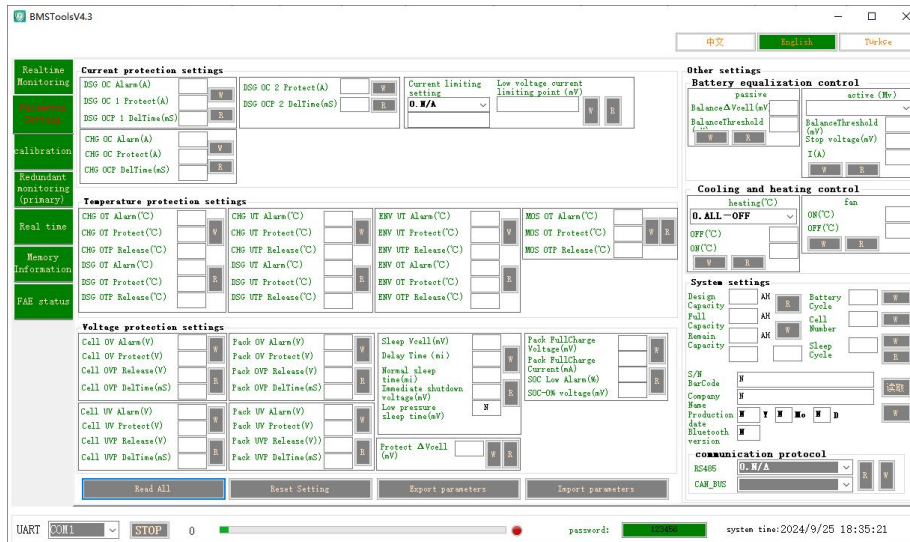 BMSToolsV4.3
中文
English
Türkçe
Realtime
Monitoring
Parameter
Setting
calibration
Redundant
monitoring
(primary)
Real time
Memory
Information
FAE status
Current protection settings
DSG OC Alarm(A)
DSG OC 1 Protect(A)
DSG OCP 1 DelTime(mS)
W
R
DSG OC 2 Protect(A)
DSG OCP 2 DelTime(mS)
W
R
Current limiting
setting
0.N/A
Low voltage current
limiting point (mV)
W
R
CHG OC Alarm(A)
CHG OC Protect(A)
CHG OCP DelTime(mS)
W
R
Temperature protection settings
CHG OT Alarm(℃)
CHG OT Protect(℃)
CHG OTP Release(℃)
DSG OT Alarm(℃)
DSG OT Protect(℃)
DSG OTP Release(℃)
W
R
CHG UT Alarm(℃)
CHG UT Protect(℃)
CHG UTP Release(℃)
DSG UT Alarm(℃)
DSG UT Protect(℃)
DSG UTP Release(℃)
W
R
ENV UT Alarm(℃)
ENV UT Protect(℃)
ENV UTP Release(℃)
ENV OT Alarm(℃)
ENV OT Protect(℃)
ENV OTP Release(℃)
W
R
MOS OT Alarm(℃)
MOS OT Protect(℃)
MOS OTP Release(℃)
W
R
Voltage protection settings
Cell OV Alarm(V)
Cell OV Protect(V)
Cell OVP Release(V)
Cell OVP DelTime(mS)
W
R
Pack OV Alarm(V)
Pack OV Protect(V)
Pack OVP Release(V)
Pack OVP DelTime(mS)
W
R
Sleep Vcell(mV)
Delay Time (mi)
Normal sleep
time(mi)
Immediate shutdown
voltage(mV)
Low pressure
sleep time(mV)
N
W
R
Pack FullCharge
Voltage(mV)
Pack FullCharge
Current(mA)
SOC Low Alarm(%)
SOC-0% voltage(mV)
W
R
Cell UV Alarm(V)
Cell UV Protect(V)
Cell UVP Release(V)
Cell UVP DelTime(mS)
W
R
Pack UV Alarm(V)
Pack UV Protect(V)
Pack UVP Release(V))
Pack UVP DelTime(mS)
W
R
Protect ΔVcell
(mV)
W
R
Read All
Reset Setting
Export parameters
Import parameters
Other settings
Battery equalization control
passive
BalanceΔVcell(mV
BalanceThreshold
W
R
active (Mv)
BalanceThreshold
(mV)
Stop voltage(mV)
I(A)
W
R
Cooling and heating control
heating(℃)
0.ALL-OFF
OFF(℃)
ON(℃)
W
R
fan
ON(℃)
OFF(℃)
W
R
System settings
Design
Capacity
AH
Full
Capacity
AH
Remain
Capacity
AH
R
W
Battery
Cycle
W
Cell
Number
W
Sleep
Cycle
W
R
S/N
BarCode
N
读取
Company
Name
N
Production
date
N Y N Mo N D
W
Bluetooth
version
N
communication protocol
RS485
0.N/A
CAN_BUS
R
W
UART
COM1
STOP
0
password:
123456
system time:2024/9/25 18:35:21